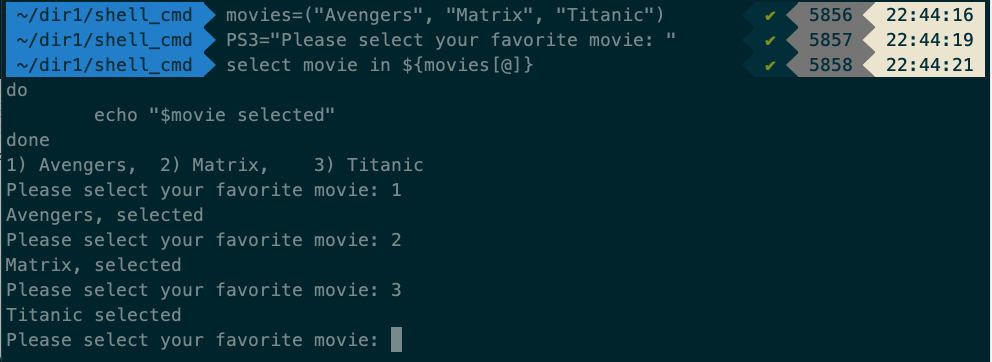 ~/dir1/shell_cmd movies=("Avengers", "Matrix", "Titanic") ✔ 5856 22:44:16
~/dir1/shell_cmd PS3="Please select your favorite movie: " ✔ 5857 22:44:19
~/dir1/shell_cmd select movie in ${movies[@]} ✔ 5858 22:44:21
do
        echo "$movie selected"
done
1) Avengers,  2) Matrix,    3) Titanic
Please select your favorite movie: 1
Avengers, selected
Please select your favorite movie: 2
Matrix, selected
Please select your favorite movie: 3
Titanic selected
Please select your favorite movie: